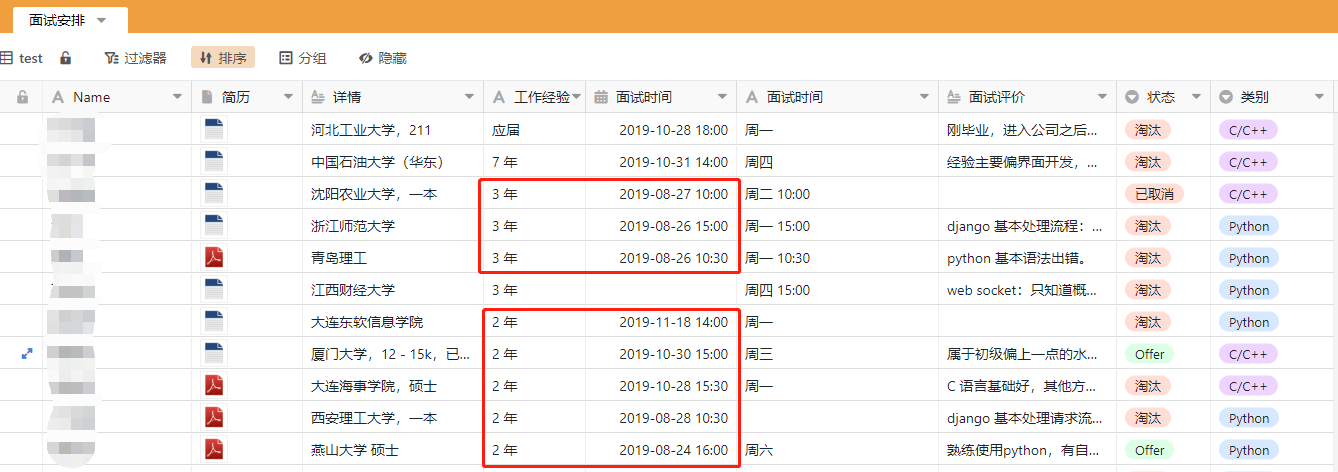 面试安排
test 过滤器 排序 分组 隐藏
Name 简历 详情 工作经验 面试时间 面试时间 面试评价 状态 类别
河北工业大学，211 应届 2019-10-28 18:00 周一 刚毕业，进入公司之后... 淘汰 C/C++
中国石油大学（华东） 7 年 2019-10-31 14:00 周四 经验主要偏界面开发，... 淘汰 C/C++
沈阳农业大学，一本 3 年 2019-08-27 10:00 周二 10:00 已取消 C/C++
浙江师范大学 3 年 2019-08-26 15:00 周一 15:00 django 基本处理流程：... 淘汰 Python
青岛理工 3 年 2019-08-26 10:30 周一 10:30 python 基本语法出错。 淘汰 Python
江西财经大学 3 年 周四 15:00 web socket：只知道概... 淘汰 Python
大连东软信息学院 2 年 2019-11-18 14:00 周一 淘汰 Python
厦门大学，12 - 15k，已... 2 年 2019-10-30 15:00 周三 属于初级偏上一点的水... Offer C/C++
大连海事学院，硕士 2 年 2019-10-28 15:30 周一 C 语言基础好，其他方... 淘汰 C/C++
西安理工大学，一本 2 年 2019-08-28 10:30 django 基本处理请求流... 淘汰 Python
燕山大学 硕士 2 年 2019-08-24 16:00 周六 熟练使用python，有自... Offer Python